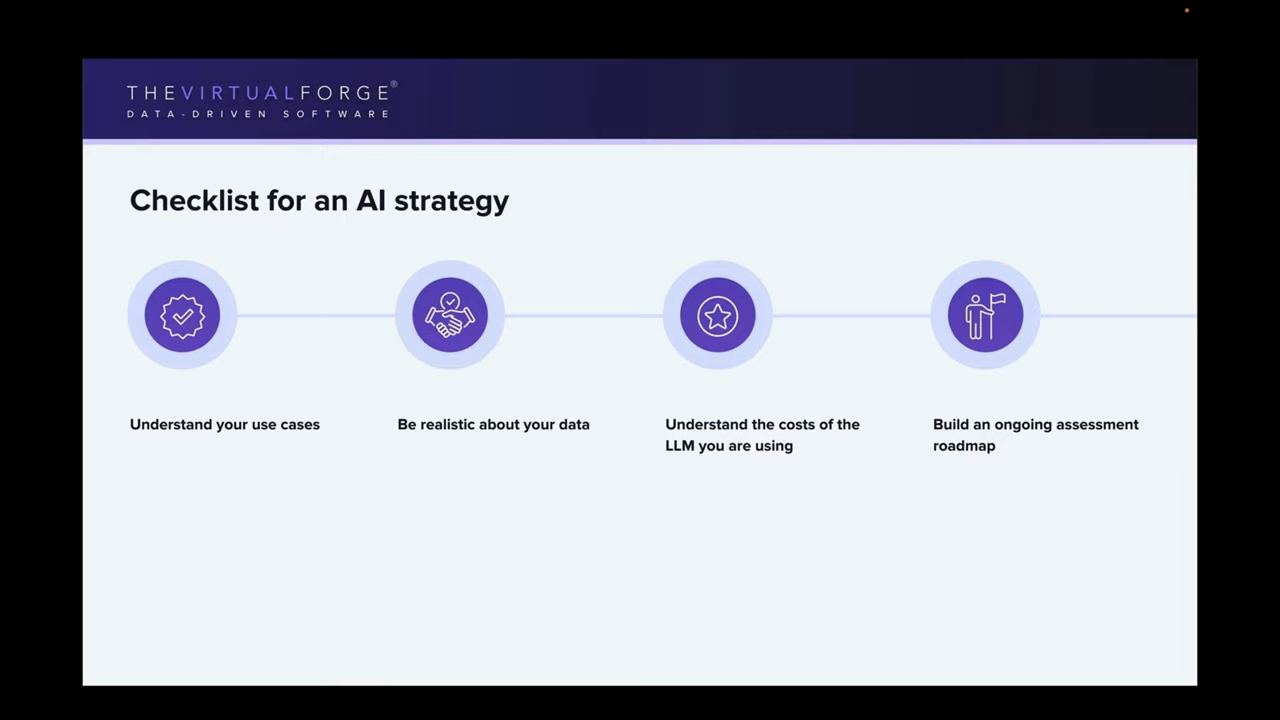 THEVIRTUALFORGE®
DATA-DRIVEN SOFTWARE
Checklist for an AI strategy
Understand your use cases
Be realistic about your data
Understand the costs of the
LLM you are using
Build an ongoing assessment
roadmap